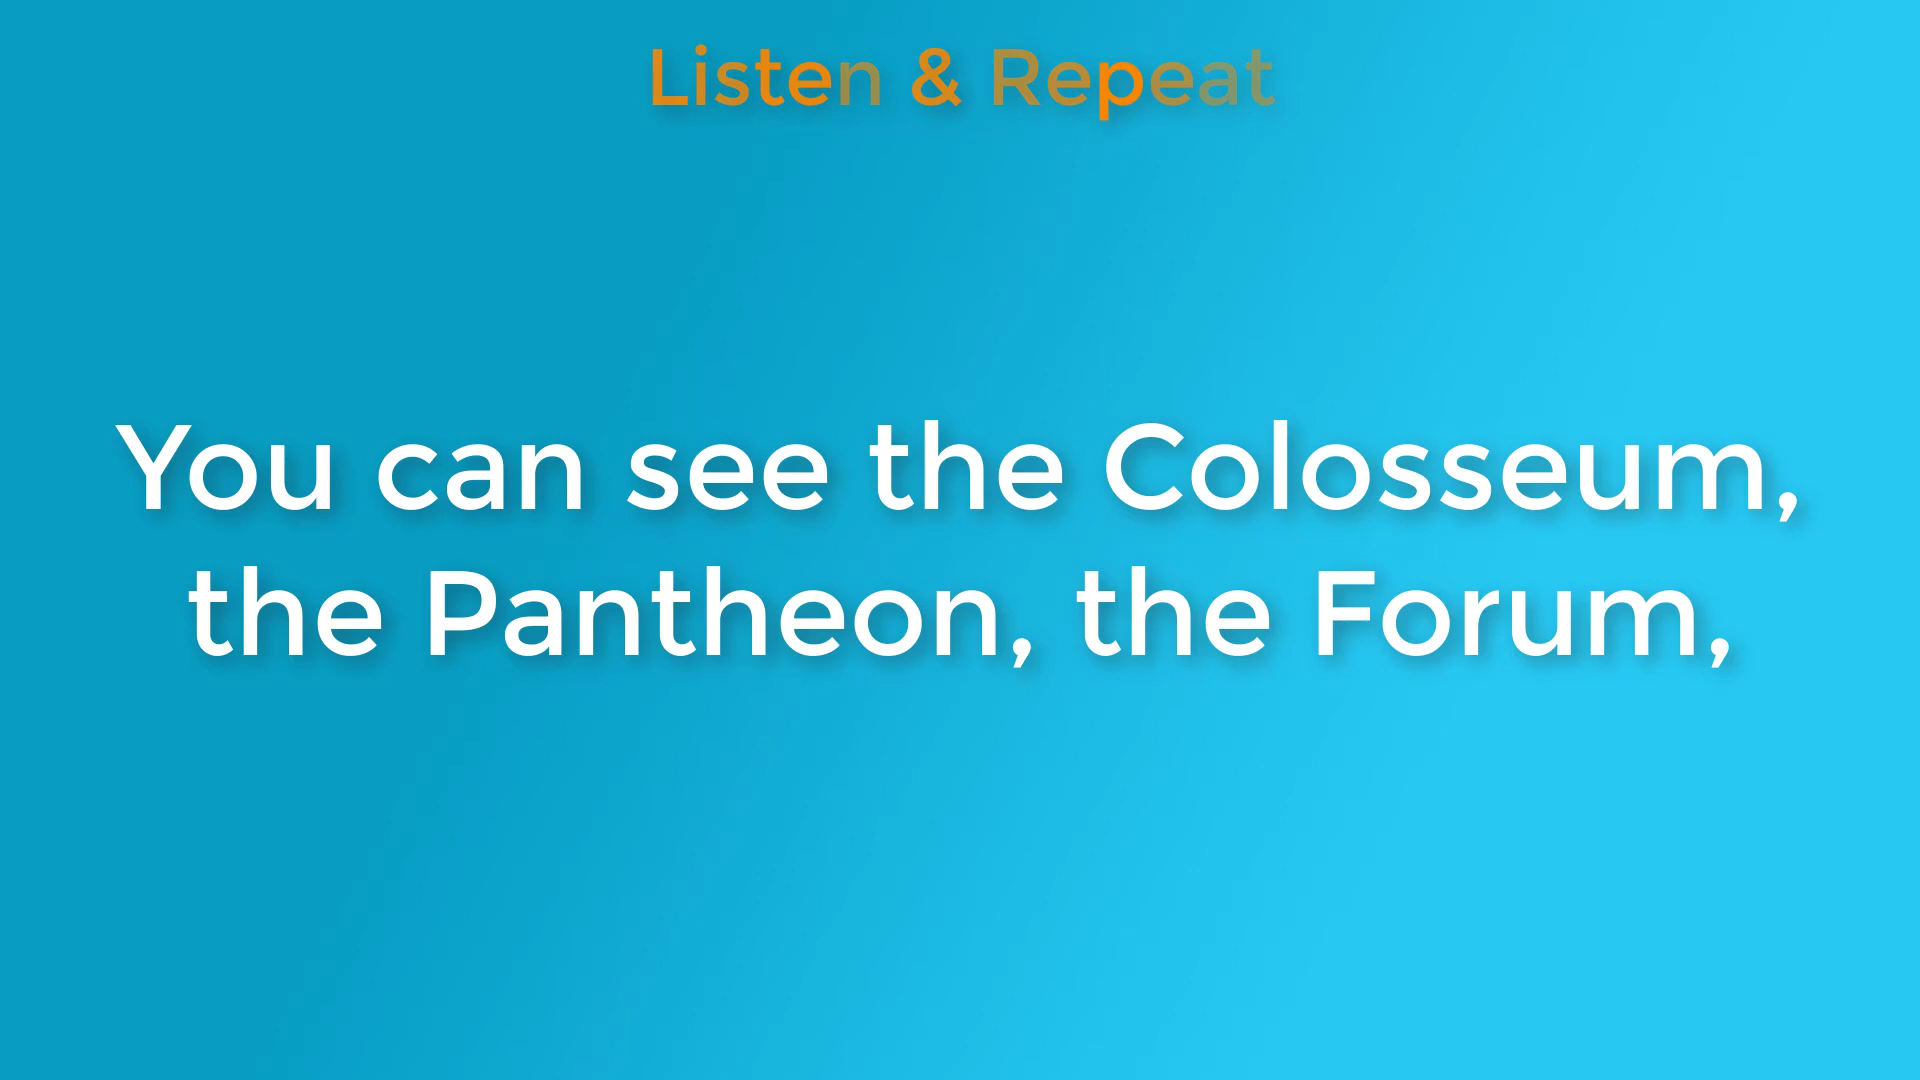 Listen & Repeat
You can see the Colosseum,
the Pantheon, the Forum,